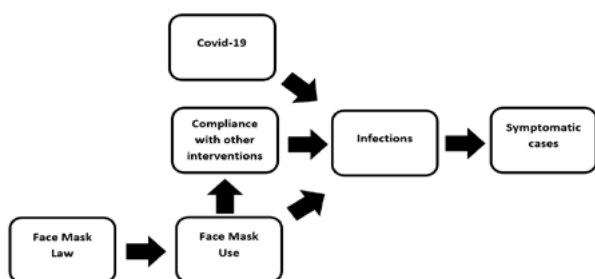 Covid-19
Compliance
with other
interventions
Infections
Symptomatic
cases
Face Mask
Law
Face Mask
Use